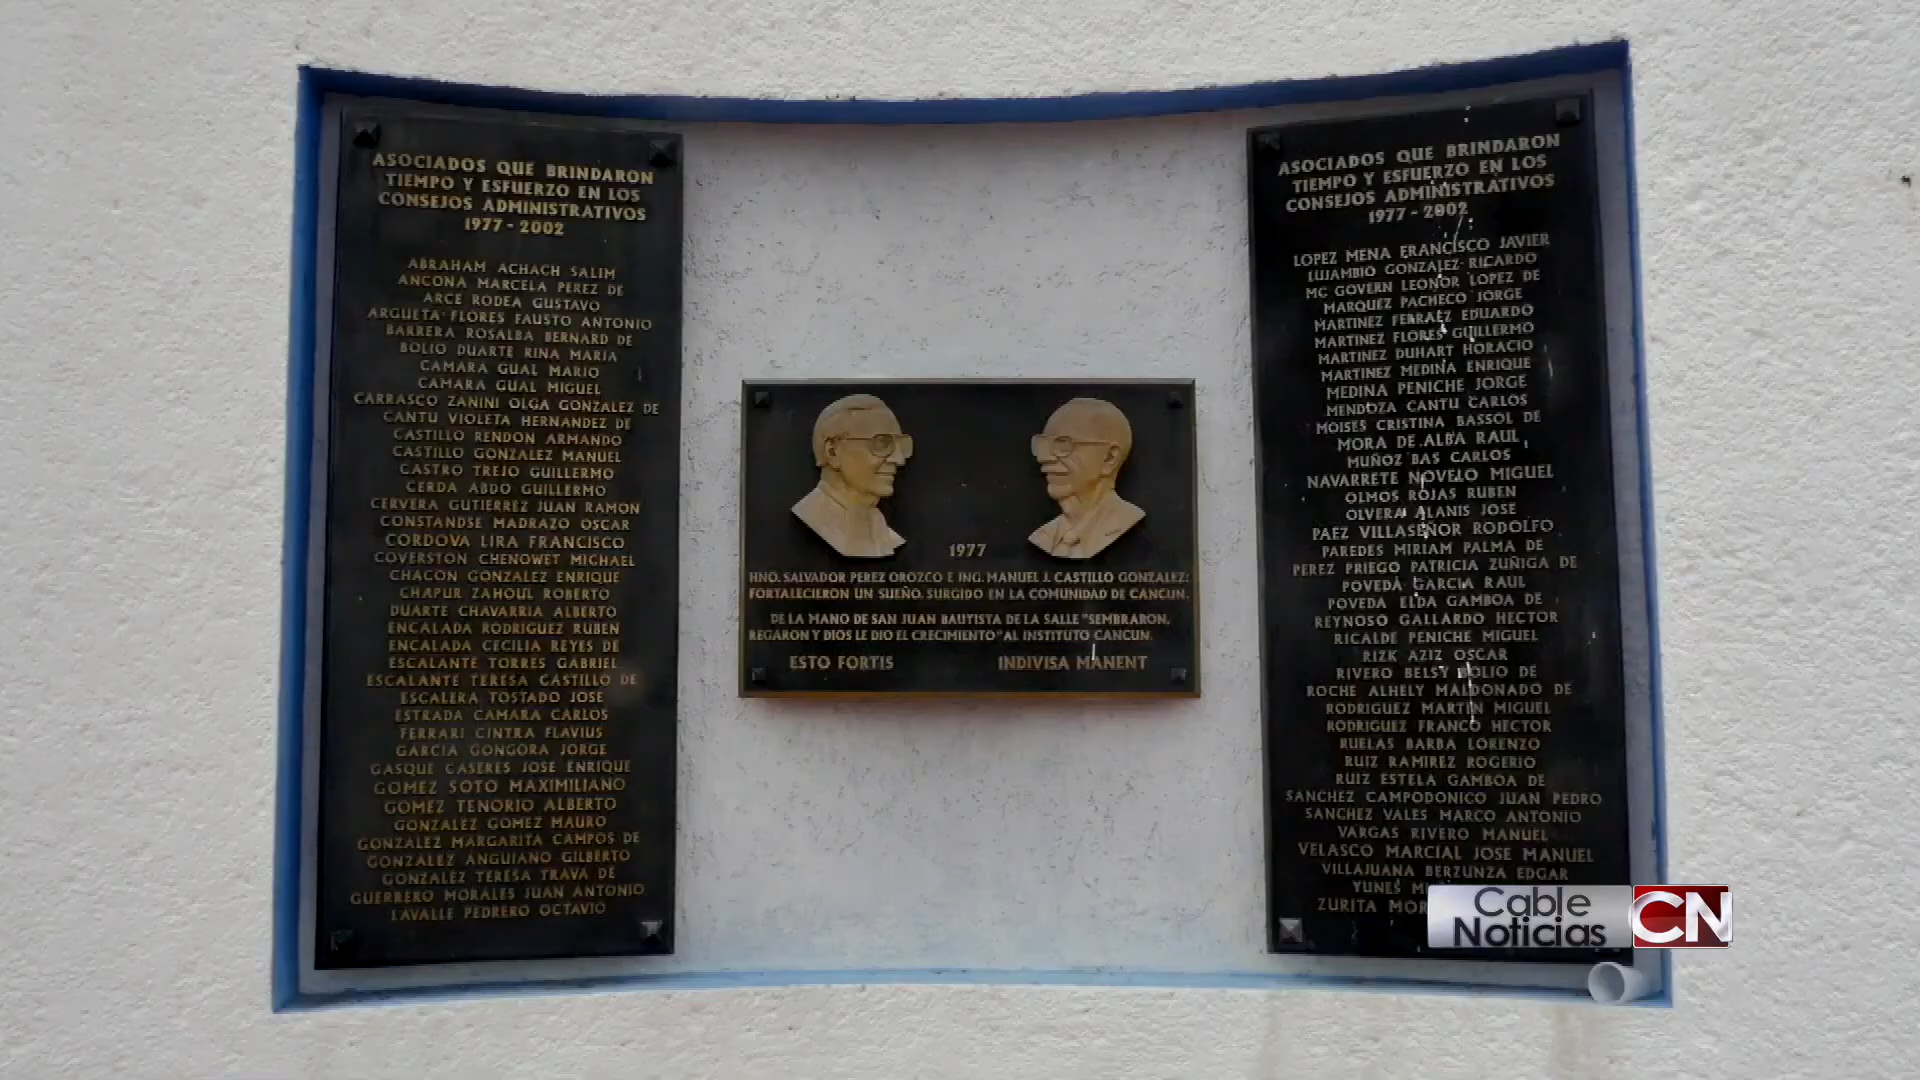 ASOCIADOS QUE BRINDARON
TIEMPO Y ESFUERZO EN LOS
CONSEJOS ADMINISTRATIVOS
1977 - 2002
ABRAHAM ACHACH SALIM
ANCONA MARCELA PEREZ DE
ARCE RODEA GUSTAVO
ARGUETA FLORES FAUSTO ANTONIO
BARRERA ROSALBA BERNARD DE
BOLIO DUARTE RINA MARIA
CAMARA GUAL MARIO
CAMARA GUAL MIGUEL
CARRASCO ZANINI OLGA GONZALEZ DE
CANTU VIOLETA HERNANDEZ DE
CASTILLO RENDON ARMANDO
CASTILLO GONZALEZ MANUEL
CASTRO TREJO GUILLERMO
CERDA ABDO GUILLERMO
CERVERA GUTIERREZ JUAN RAMON
CONSTANDSE MADRAZO OSCAR
CORDOVA LIRA FRANCISCO
COVERSTON CHENOWET MICHAEL
CHACON GONZALEZ ENRIQUE
CHAPUR ZAHOUL ROBERTO
DUARTE CHAVARRIA ALBERTO
ENCALADA RODRIGUEZ RUBEN
ENCALADA CECILIA REYES DE
ESCALANTE TORRES GABRIEL
ESCALANTE TERESA CASTILLO DE
ESCALERA TOSTADO JOSE
ESTRADA CAMARA CARLOS
FERRARI CINTRA FLAVIUS
GARCIA GONGORA JORGE
GASQUE CASERES JOSE ENRIQUE
GOMEZ SOTO MAXIMILIANO
GOMEZ TENORIO ALBERTO
GONZALEZ GOMEZ MAURO
GONZALEZ MARGARITA CAMPOS DE
GONZALEZ ANGUIANO GILBERTO
GONZALEZ TERESA TRAVA DE
GUERRERO MORALES JUAN ANTONIO
LAVALLE PEDRERO OCTAVIO
1977
HNO. SALVADOR PEREZ OROZCO E ING. MANUEL J. CASTILLO GONZALEZ:
FORTALECIERON UN SUEÑO, SURGIDO EN LA COMUNIDAD DE CANCUN.
DE LA MANO DE SAN JUAN BAUTISTA DE LA SALLE "SEMBRARON,
REGARON Y DIOS LE DIO EL CRECIMIENTO" AL INSTITUTO CANCUN.
ESTO FORTIS INDIVISA MANENT
ASOCIADOS QUE BRINDARON
TIEMPO Y ESFUERZO EN LOS
CONSEJOS ADMINISTRATIVOS
1977 - 2002
LOPEZ MENA FRANCISCO JAVIER
LUJAMBIO GONZALEZ RICARDO
MC GOVERN LEONOR LOPEZ DE
MARQUEZ PACHECO JORGE
MARTINEZ FERRAEZ EDUARDO
MARTINEZ FLORES GUILLERMO
MARTINEZ DUHART HORACIO
MARTINEZ MEDINA ENRIQUE
MEDINA PENICHE JORGE
MENDOZA CANTU CARLOS
MOISES CRISTINA BASSOL DE
MORA DE ALBA RAUL
MUÑOZ BAS CARLOS
NAVARRETE NOVELO MIGUEL
OLMOS ROJAS RUBEN
OLVERA ALANIS JOSE
PAEZ VILLASEÑOR RODOLFO
PAREDES MIRIAM PALMA DE
PEREZ PRIEGO PATRICIA ZUÑIGA DE
POVEDA GARCIA RAUL
POVEDA ELDA GAMBOA DE
REYNOSO GALLARDO HECTOR
RICALDE PENICHE MIGUEL
RIZK AZIZ OSCAR
RIVERO BELSY BOLIO DE
ROCHE ALHELY MALDONADO DE
RODRIGUEZ MARTIN MIGUEL
RODRIGUEZ FRANCO HECTOR
RUELAS BARBA LORENZO
RUIZ RAMIREZ ROGERIO
RUIZ ESTELA GAMBOA DE
SANCHEZ CAMPODONICO JUAN PEDRO
SANCHEZ VALES MARCO ANTONIO
VARGAS RIVERO MANUEL
VELASCO MARCIAL JOSE MANUEL
VILLAJUANA BERZUNZA EDGAR
YUNES
ZURITA
Cable
Noticias
CN